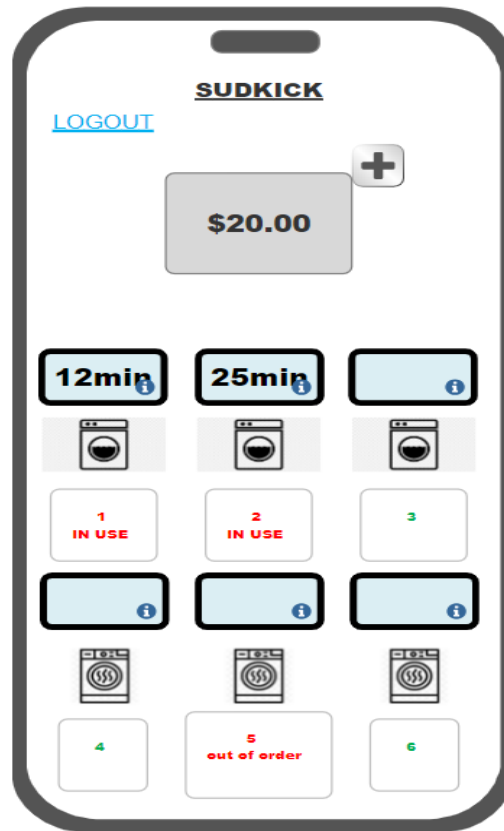 SUDKICK
LOGOUT
$20.00
12min
25min
1
IN USE
2
IN USE
3
4
5
out of order
6